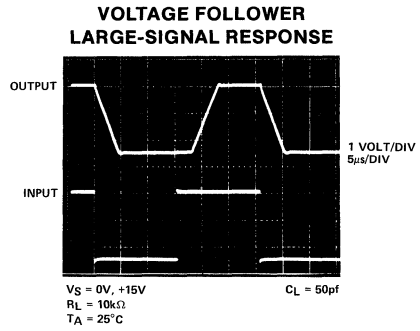 VOLTAGE FOLLOWER
LARGE-SIGNAL RESPONSE
OUTPUT
1 VOLT/DIV
5μs/DIV
INPUT
VS = 0V, +15V
RL = 10kΩ
TA = 25°C
CL = 50pf